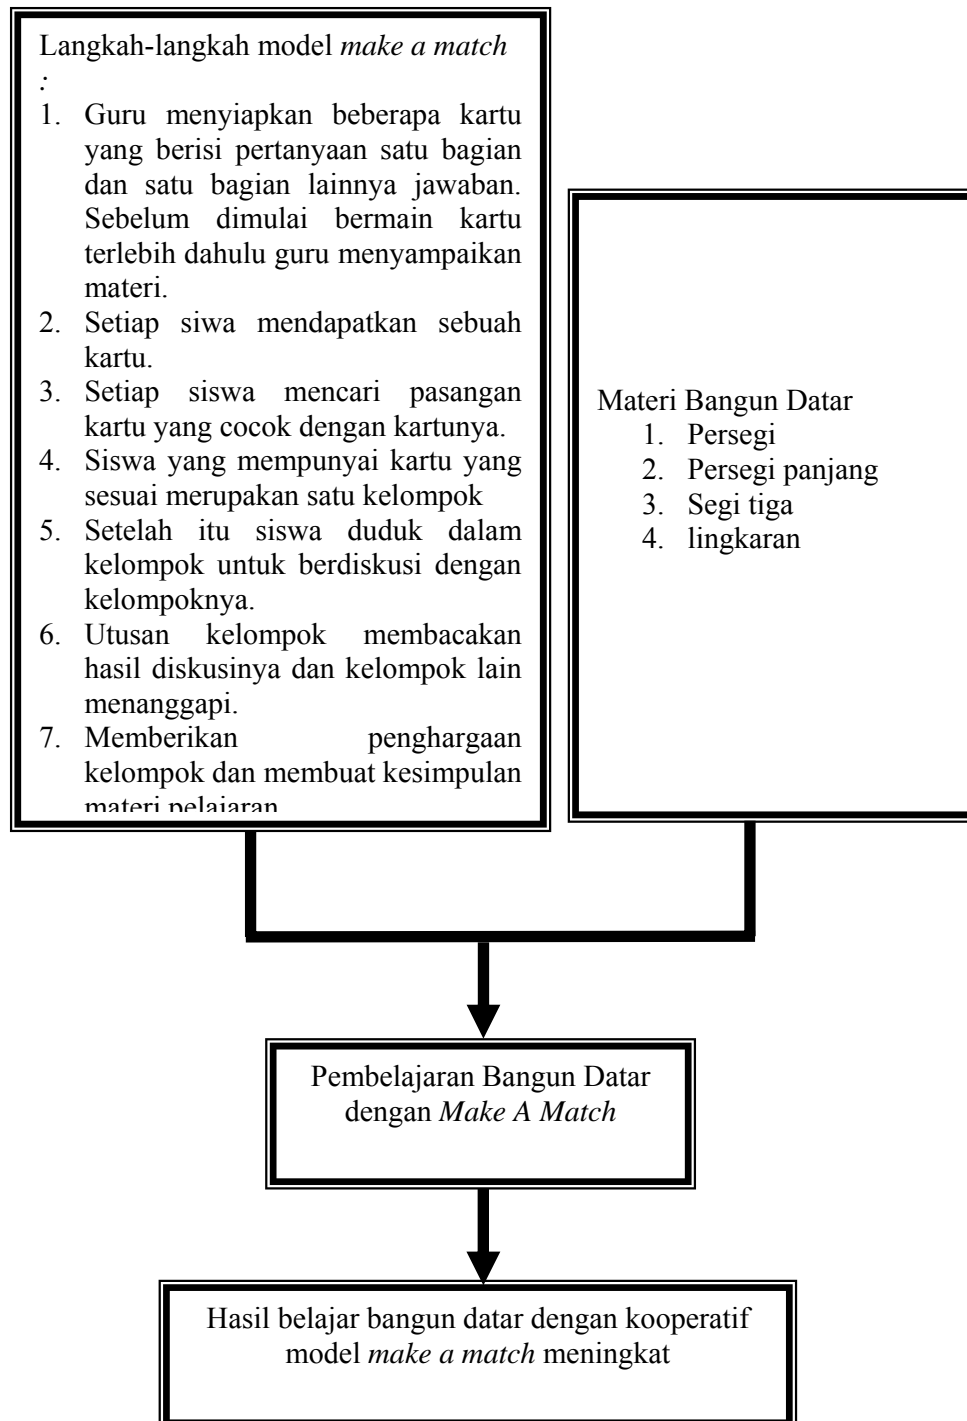 Langkah-langkah model make a match
:
1. Guru menyiapkan beberapa kartu
yang berisi pertanyaan satu bagian
dan satu bagian lainnya jawaban.
Sebelum dimulai bermain kartu
terlebih dahulu guru menyampaikan
materi.
2. Setiap siwa mendapatkan sebuah
kartu.
3. Setiap siswa mencari pasangan
kartu yang cocok dengan kartunya.
4. Siswa yang mempunyai kartu yang
sesuai merupakan satu kelompok
5. Setelah itu siswa duduk dalam
kelompok untuk berdiskusi dengan
kelompoknya.
6. Utusan kelompok membacakan
hasil diskusinya dan kelompok lain
menanggapi.
7. Memberikan penghargaan
kelompok dan membuat kesimpulan
materi pelajaran
Materi Bangun Datar
1. Persegi
2. Persegi panjang
3. Segi tiga
4. lingkaran
Pembelajaran Bangun Datar
dengan Make A Match
Hasil belajar bangun datar dengan kooperatif
model make a match meningkat